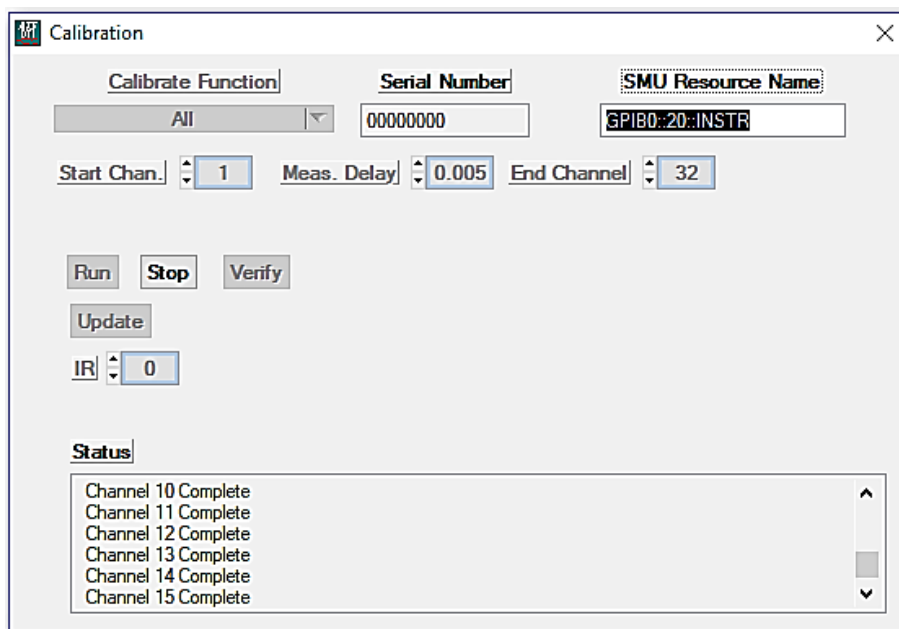 Calibration
Calibrate Function Serial Number SMU Resource Name
All 00000000 GPIB0::20::INSTR
Start Chan. 1 Meas. Delay 0.005 End Channel 32
Run Stop Verify
Update
IR 0
Status
Channel 10 Complete
Channel 11 Complete
Channel 12 Complete
Channel 13 Complete
Channel 14 Complete
Channel 15 Complete